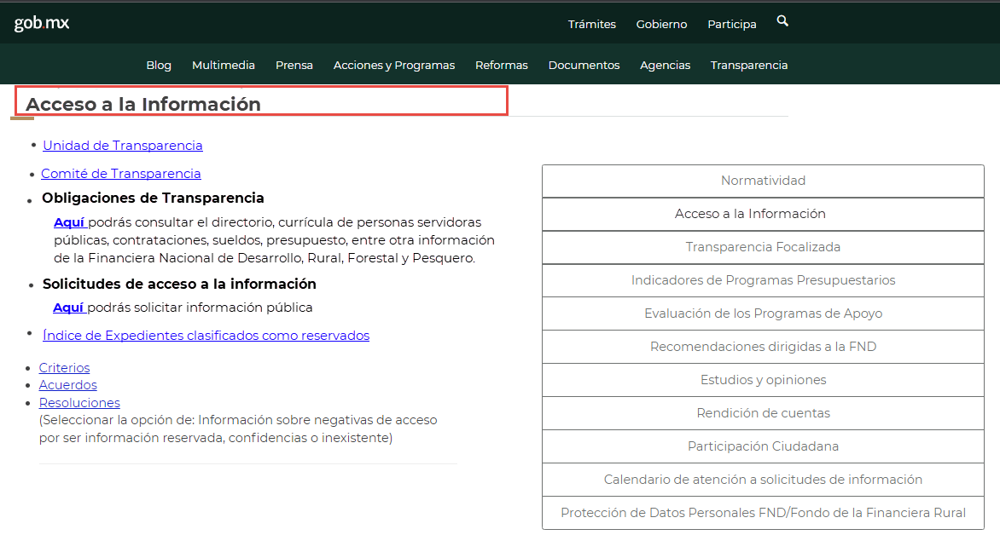 gob.mx
Trámites Gobierno Participa
Blog Multimedia Prensa Acciones y Programas Reformas Documentos Agencias Transparencia
Acceso a la Información
Unidad de Transparencia
Comité de Transparencia
Obligaciones de Transparencia
Aquí podrás consultar el directorio, currícula de personas servidoras
públicas, contrataciones, sueldos, presupuesto, entre otra información
de la Financiera Nacional de Desarrollo, Rural, Forestal y Pesquero.
Solicitudes de acceso a la información
Aquí podrás solicitar información pública
Índice de Expedientes clasificados como reservados
Criterios
Acuerdos
Resoluciones
(Seleccionar la opción de: Información sobre negativas de acceso
por ser información reservada, confidencias o inexistente)
Normatividad
Acceso a la Información
Transparencia Focalizada
Indicadores de Programas Presupuestarios
Evaluación de los Programas de Apoyo
Recomendaciones dirigidas a la FND
Estudios y opiniones
Rendición de cuentas
Participación Ciudadana
Calendario de atención a solicitudes de información
Protección de Datos Personales FND/Fondo de la Financiera Rural